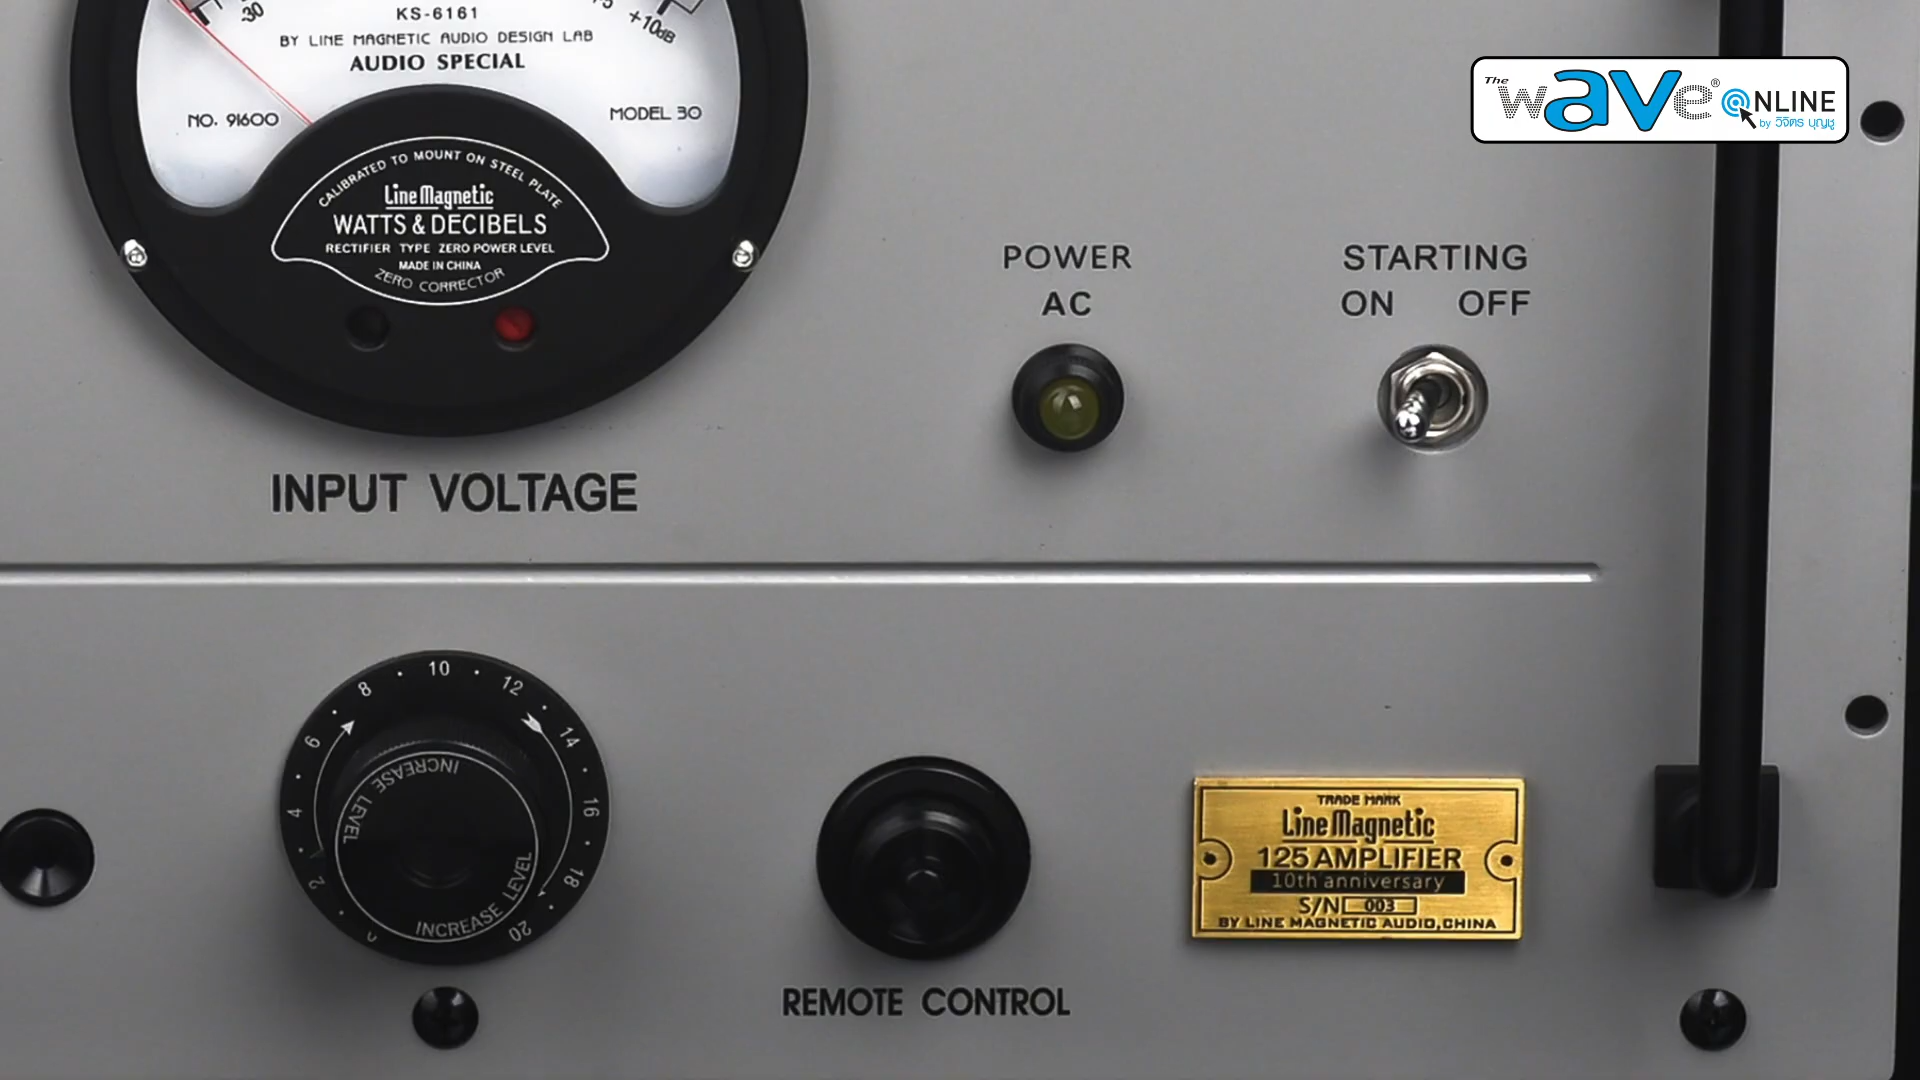 -30
5
+10dB
KS-6161
BY LINE MAGNETIC AUDIO DESIGN LAB
AUDIO SPECIAL
NO. 91600
MODEL 30
CALIBRATED TO MOUNT ON STEEL PLATE
Line Magnetic
WATTS & DECIBELS
RECTIFIER TYPE ZERO POWER LEVEL
MADE IN CHINA
ZERO CORRECTOR
The wave® ONLINE
by วิจิตร บุญชู
POWER
AC
STARTING
ON OFF
INPUT VOLTAGE
2 4 6 8 10 12 14 16 18 20
INCREASE LEVEL
INCREASE LEVEL
REMOTE CONTROL
TRADE MARK
Line Magnetic
125 AMPLIFIER
10th anniversary
S/N 003
BY LINE MAGNETIC AUDIO, CHINA